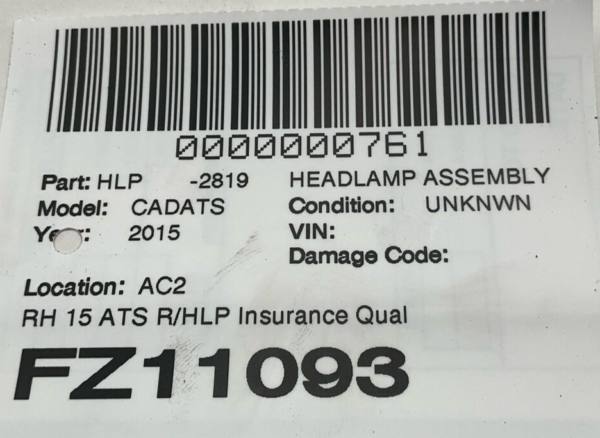 0000000761
Part: HLP -2819 HEADLAMP ASSEMBLY
Model: CADATS Condition: UNKNWN
2015 VIN:
Damage Code:
Location: AC2
RH 15 ATS R/HLP Insurance Qual
FZ11093